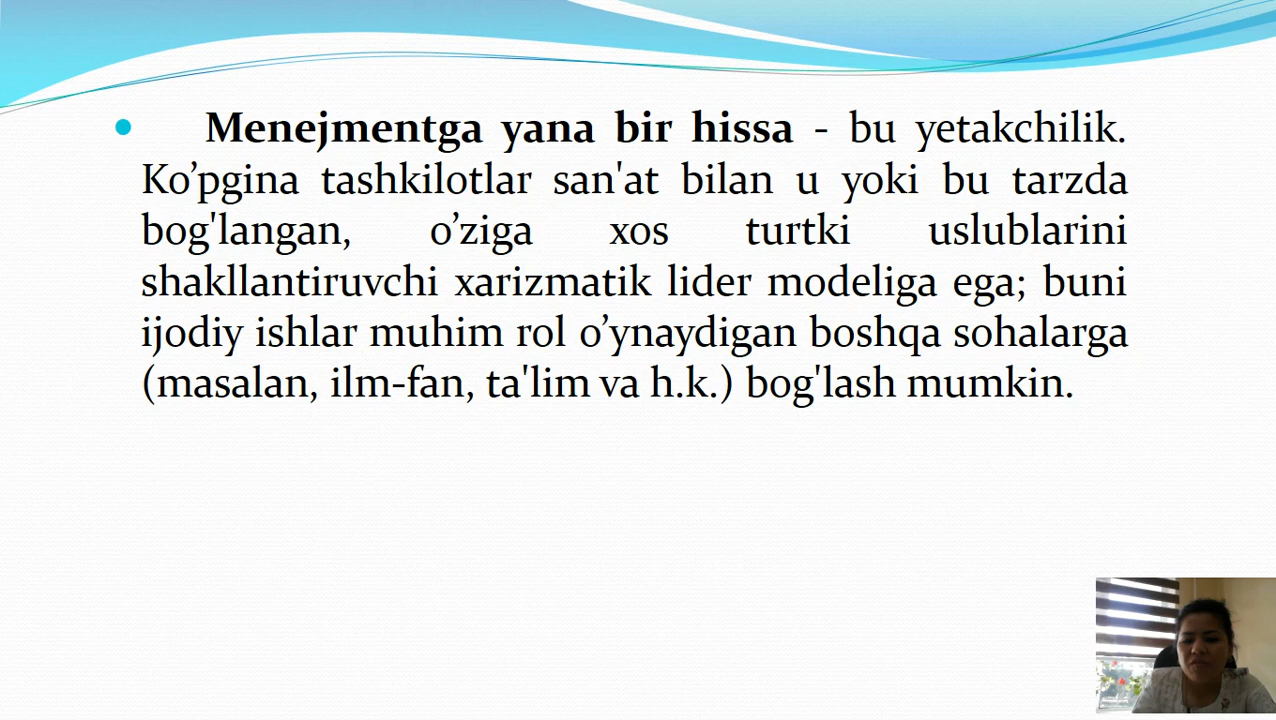 Menejmentga yana bir hissa - bu yetakchilik.
Ko’pgina tashkilotlar san'at bilan u yoki bu tarzda
bog'langan, o’ziga xos turtki uslublarini
shakllantiruvchi xarizmatik lider modeliga ega; buni
ijodiy ishlar muhim rol o’ynaydigan boshqa sohalarga
(masalan, ilm-fan, ta'lim va h.k.) bog'lash mumkin.